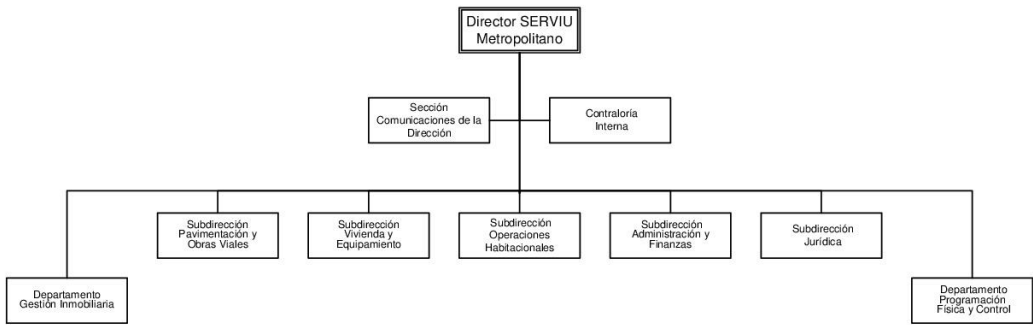 Director SERVIU
Metropolitano
Sección
Comunicaciones de la
Dirección
Contraloría
Interna
Subdirección
Pavimentación y
Obras Viales
Subdirección
Vivienda y
Equipamiento
Subdirección
Operaciones
Habitacionales
Subdirección
Administración y
Finanzas
Subdirección
Jurídica
Departamento
Gestión Inmobiliaria
Departamento
Programación
Física y Control